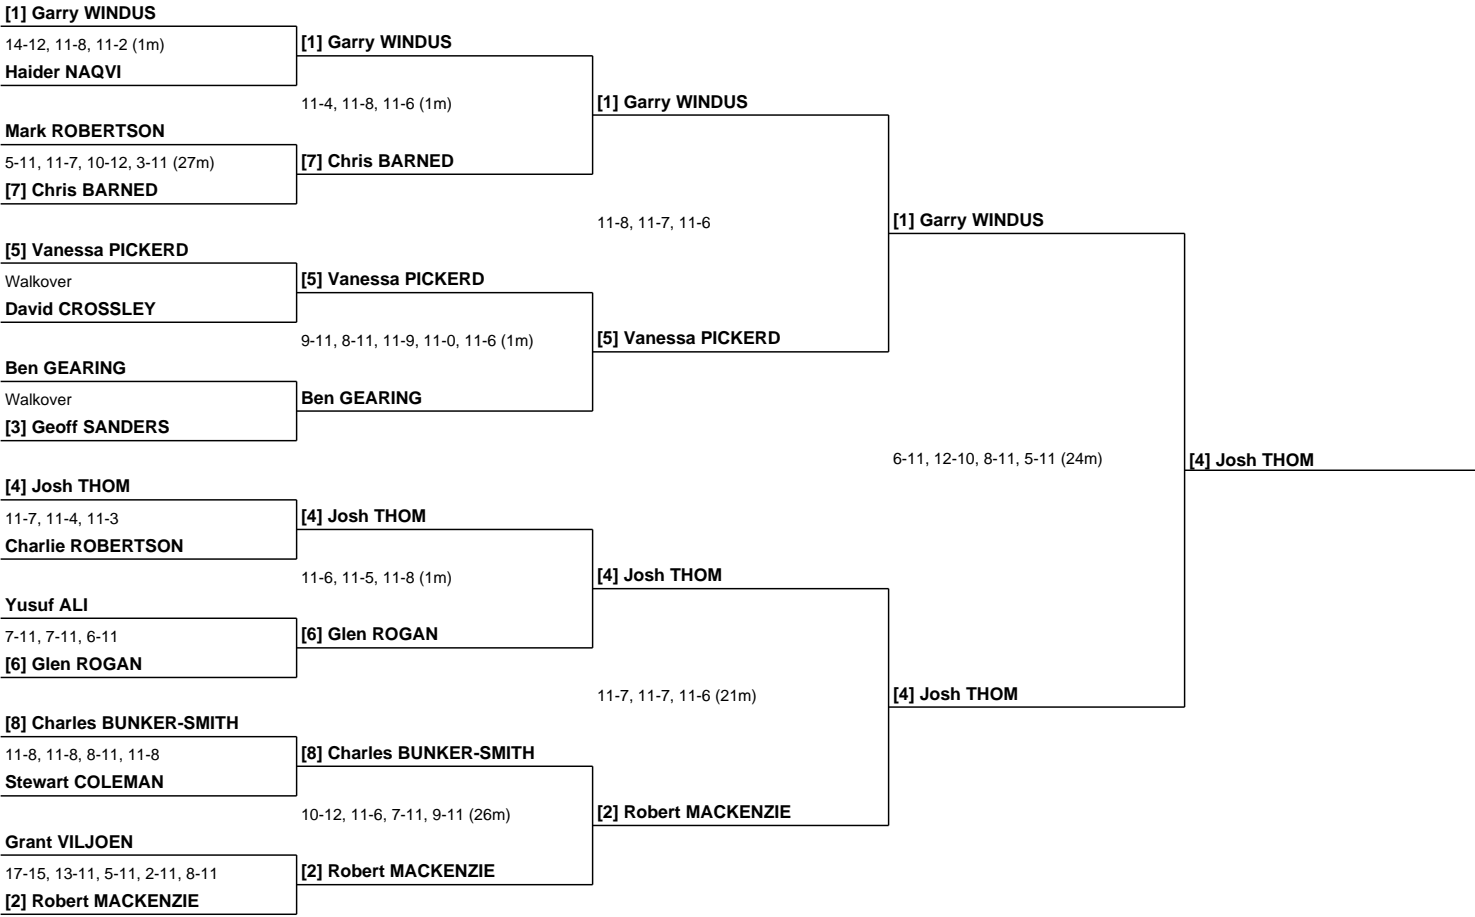 [1] Garry WINDUS
14-12, 11-8, 11-2 (1m)
Haider NAQVI
Mark ROBERTSON
5-11, 11-7, 10-12, 3-11 (27m)
[7] Chris BARNED
[5] Vanessa PICKERD
Walkover
David CROSSLEY
Ben GEARING
Walkover
[3] Geoff SANDERS
[4] Josh THOM
11-7, 11-4, 11-3
Charlie ROBERTSON
Yusuf ALI
7-11, 7-11, 6-11
[6] Glen ROGAN
[8] Charles BUNKER-SMITH
11-8, 11-8, 8-11, 11-8
Stewart COLEMAN
Grant VILJOEN
17-15, 13-11, 5-11, 2-11, 8-11
[2] Robert MACKENZIE
[1] Garry WINDUS
11-4, 11-8, 11-6 (1m)
[7] Chris BARNED
[5] Vanessa PICKERD
9-11, 8-11, 11-9, 11-0, 11-6 (1m)
Ben GEARING
[4] Josh THOM
11-6, 11-5, 11-8 (1m)
[6] Glen ROGAN
[8] Charles BUNKER-SMITH
10-12, 11-6, 7-11, 9-11 (26m)
[2] Robert MACKENZIE
[1] Garry WINDUS
11-8, 11-7, 11-6
[5] Vanessa PICKERD
[4] Josh THOM
11-7, 11-7, 11-6 (21m)
[2] Robert MACKENZIE
[1] Garry WINDUS
6-11, 12-10, 8-11, 5-11 (24m)
[4] Josh THOM
[4] Josh THOM